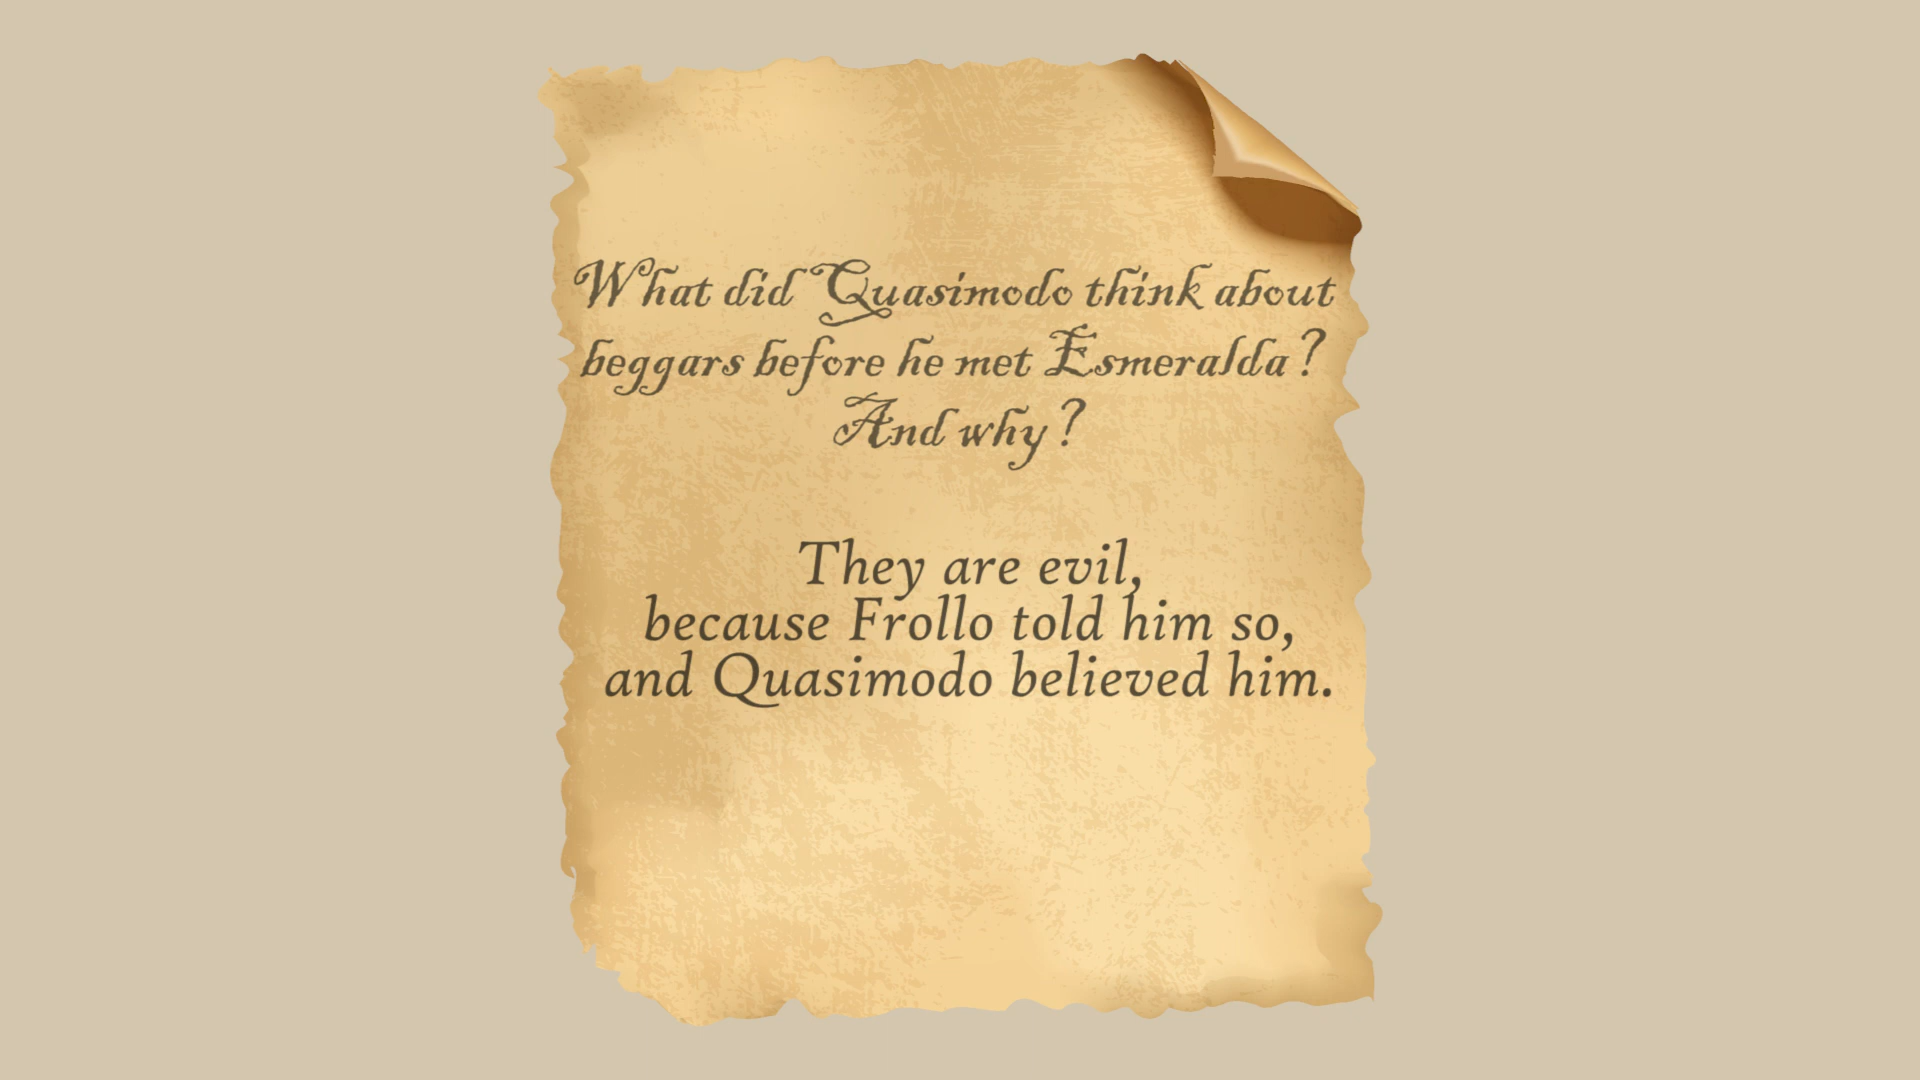 What did Quasimodo think about
beggars before he met Esmeralda?
And why?
They are evil,
because Frollo told him so,
and Quasimodo believed him.